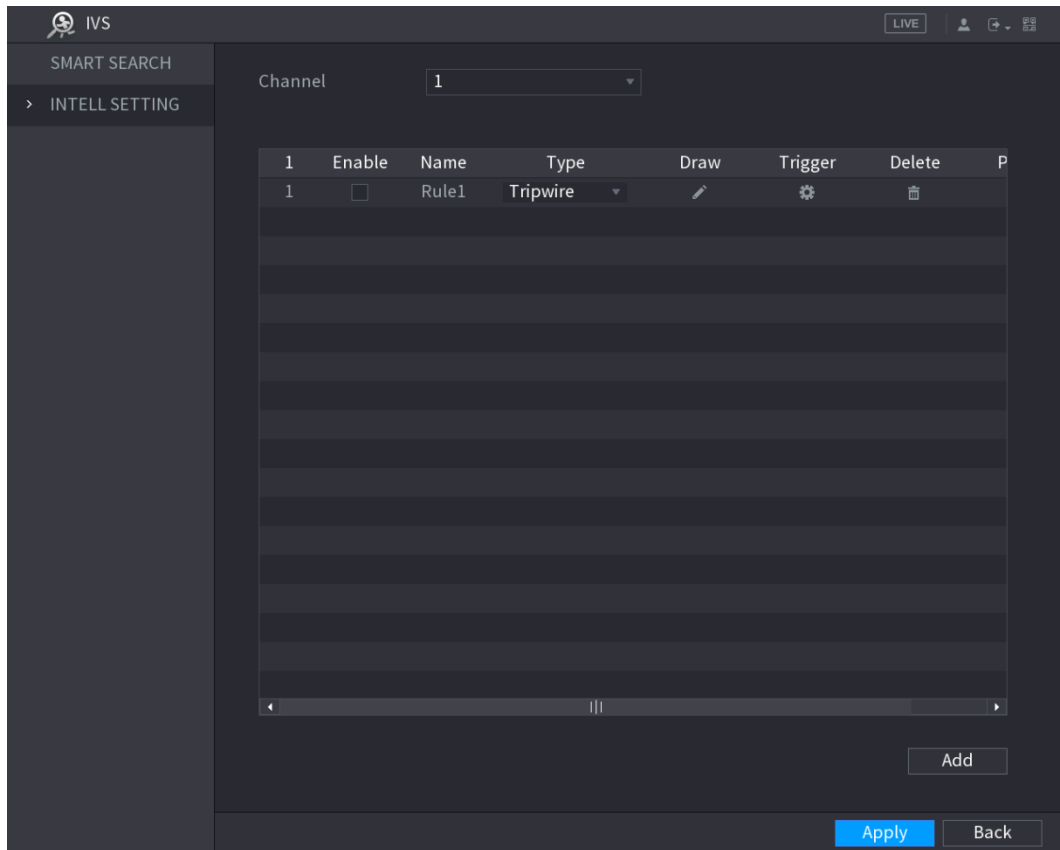 IVS LIVE
SMART SEARCH
INTELL SETTING
Channel 1
1 Enable Name Type Draw Trigger Delete P
1 Rule1 Tripwire
Add
Apply Back